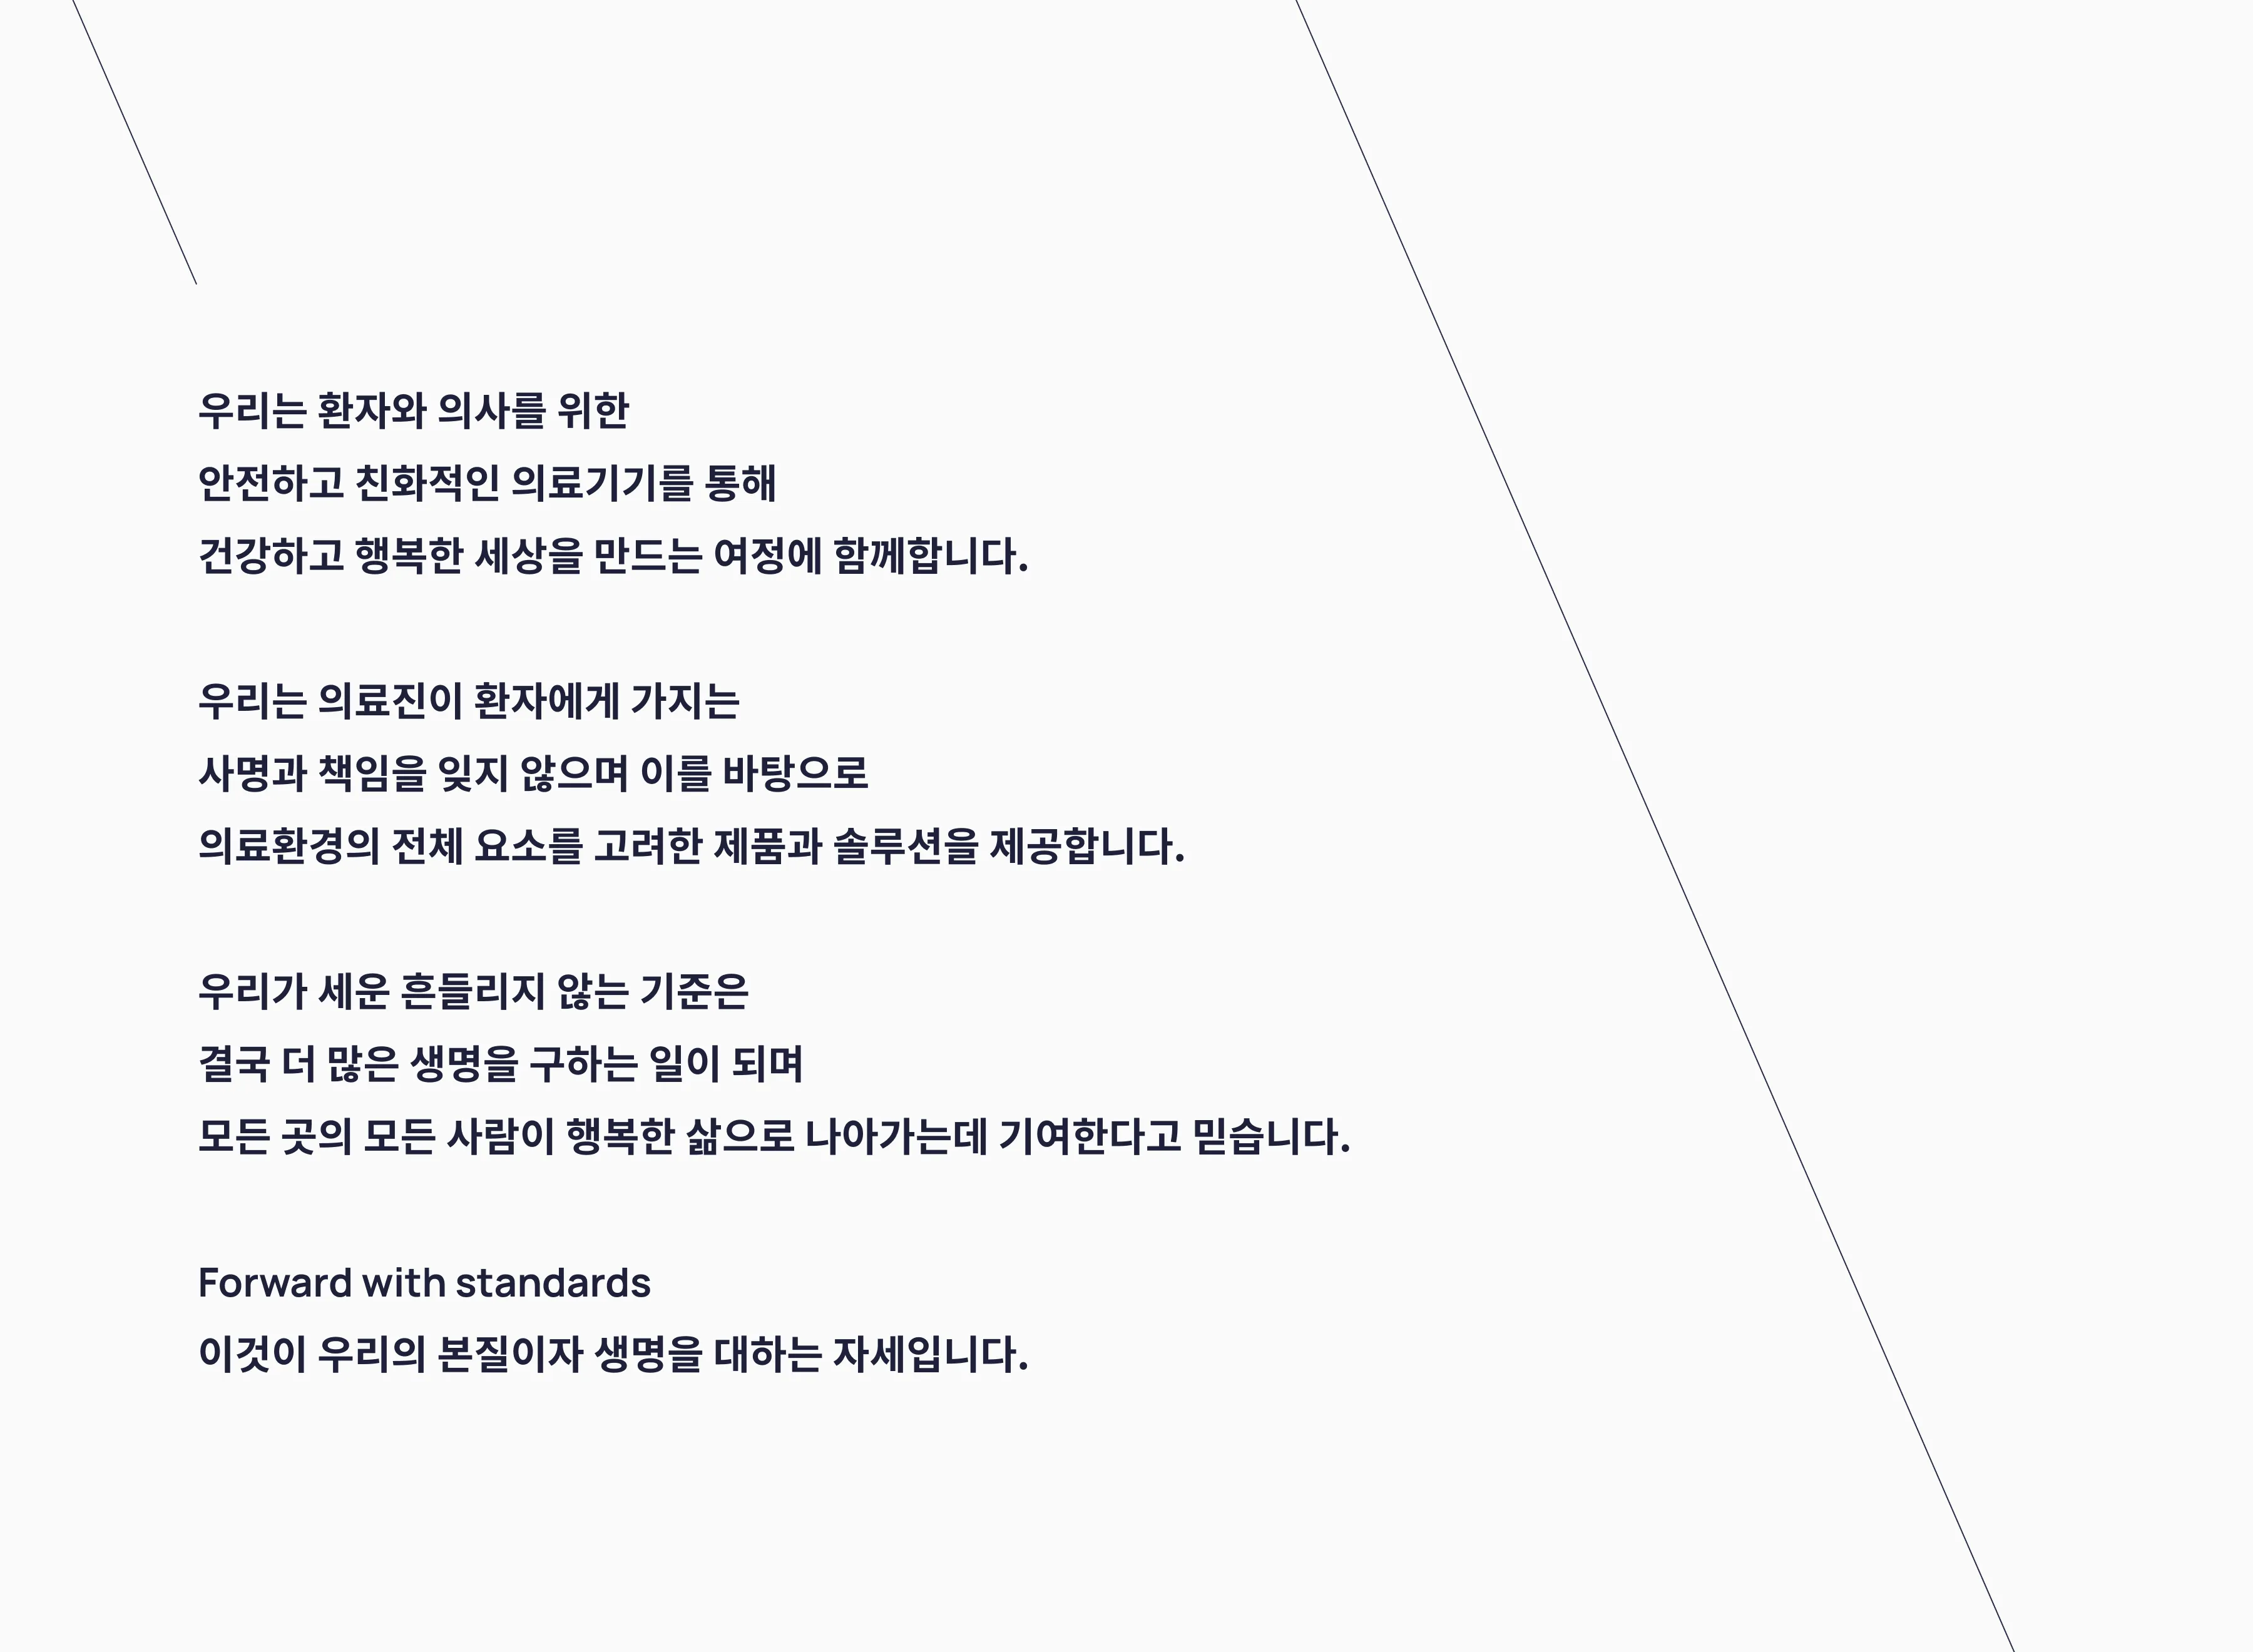 우리는 환자와 의사를 위한
안전하고 친화적인 의료기기를 통해
건강하고 행복한 세상을 만드는 여정에 함께합니다.
우리는 의료진이 환자에게 가지는
사명과 책임을 잊지 않으며 이를 바탕으로
의료환경의 전체 요소를 고려한 제품과 솔루션을 제공합니다.
우리가 세운 흔들리지 않는 기준은
결국 더 많은 생명을 구하는 일이 되며
모든 곳의 모든 사람이 행복한 삶으로 나아가는데 기여한다고 믿습니다.
Forward with standards
이것이 우리의 본질이자 생명을 대하는 자세입니다.